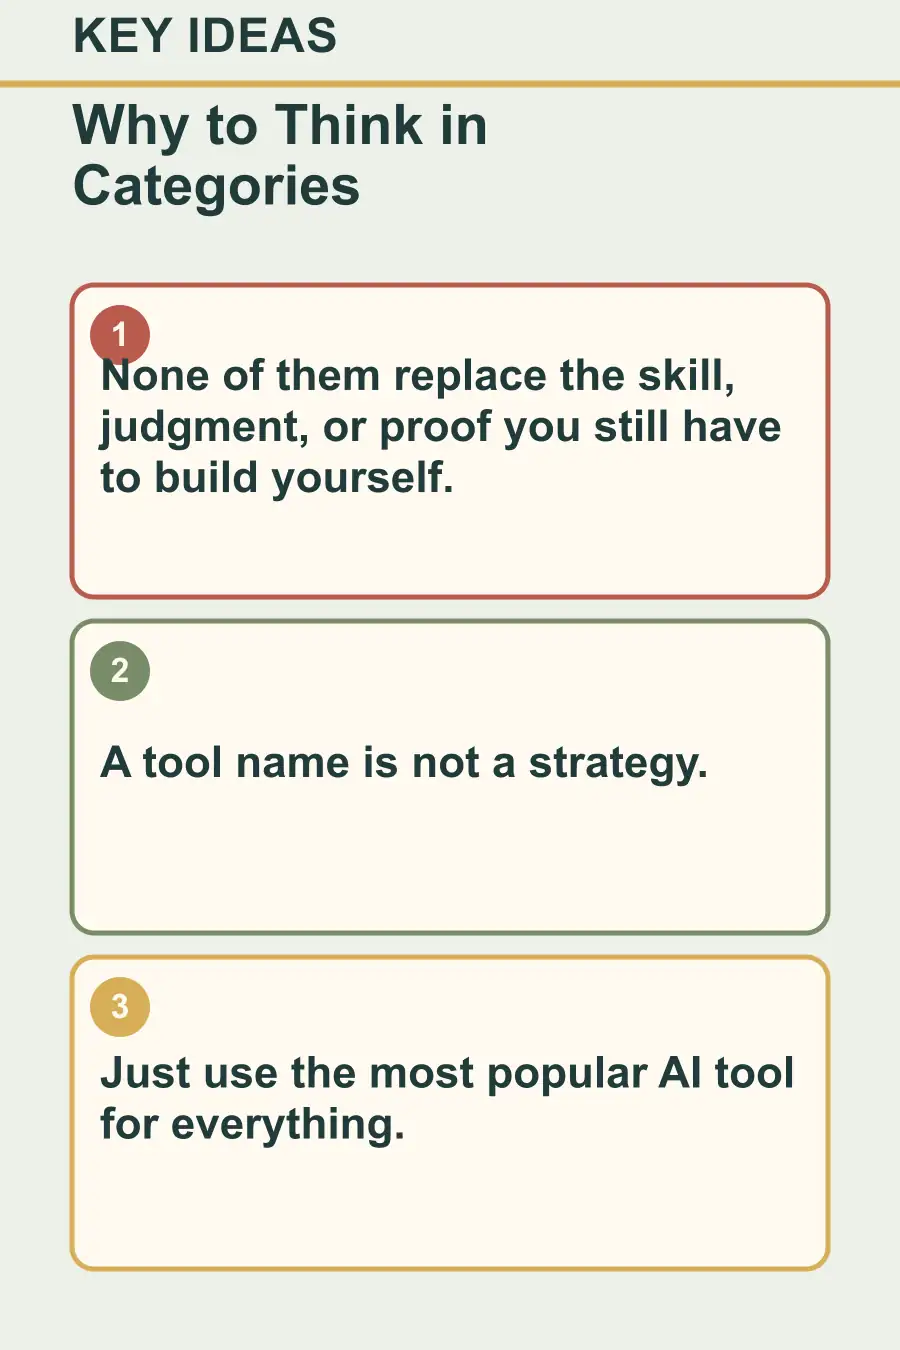 KEY IDEAS
Why to Think in
Categories
1
None of them replace the skill,
judgment, or proof you still have
to build yourself.
2
A tool name is not a strategy.
3
Just use the most popular AI tool
for everything.